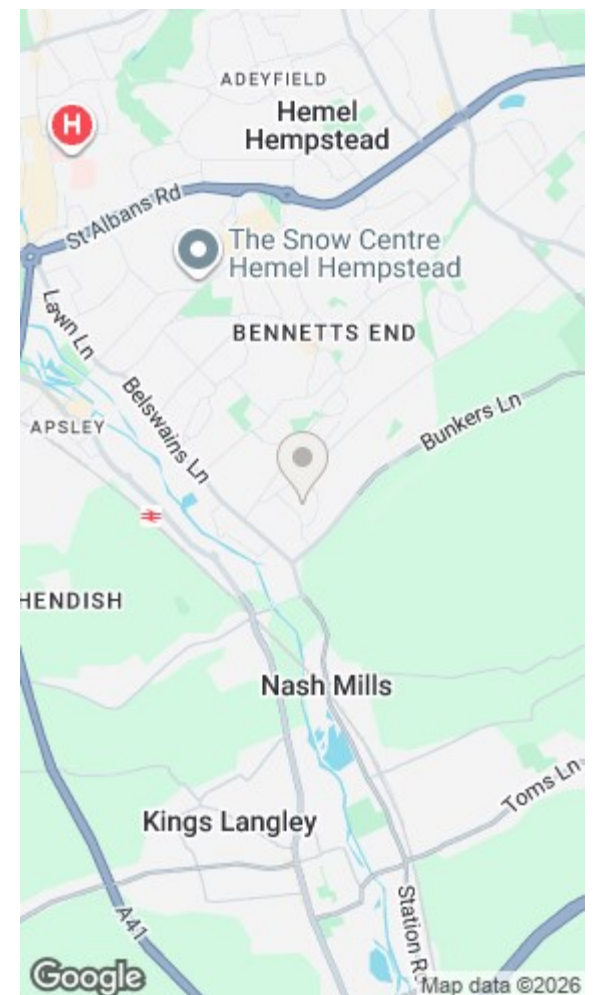 ADEYFIELD
Hemel
Hempstead
H
St Albans Rd
The Snow Centre
Hemel Hempstead
Lawn Ln
BENNETTS END
Belswains Ln
Bunkers Ln
APSLEY
HENDISH
Nash Mills
Toms Ln
Kings Langley
A41
Station R
Google
Map data ©2026